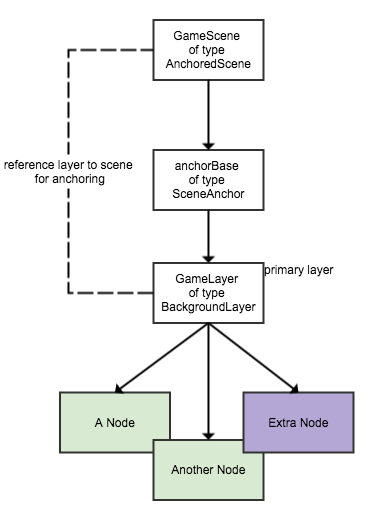 GameScene
of type
AnchoredScene
reference layer to scene
for anchoring
anchorBase
of type
SceneAnchor
primary layer
GameLayer
of type
BackgroundLayer
A Node
Extra Node
Another Node